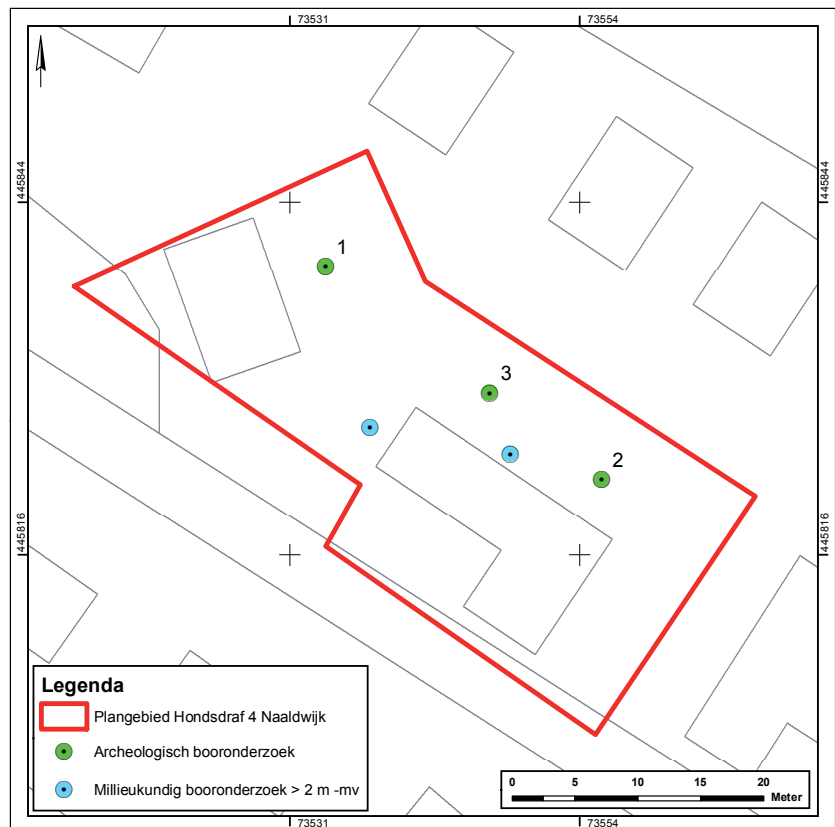 73531 73554
445844 445844
1
3
2
445816 445816
Legenda
Plangebied Hondsdraf 4 Naaldwijk
Archeologisch booronderzoek
Millieukundig booronderzoek > 2 m -mv
0 5 10 15 20
Meter
73531 73554